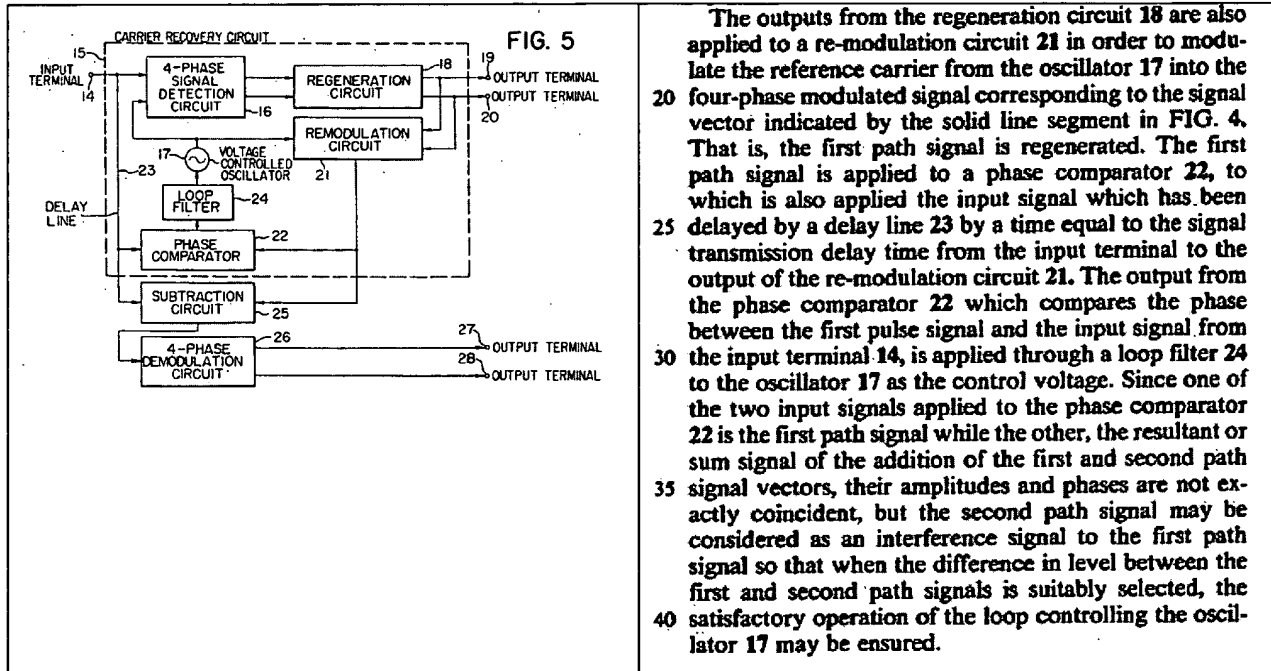 CARRIER RECOVERY CIRCUIT
FIG. 5
15
INPUT
TERMINAL
14
4-PHASE
SIGNAL
DETECTION
CIRCUIT
16
18
REGENERATION
CIRCUIT
19
OUTPUT TERMINAL
OUTPUT TERMINAL
20
REMODULATION
CIRCUIT
21
17
VOLTAGE
CONTROLLED
OSCILLATOR
23
LOOP
FILTER
24
DELAY
LINE
PHASE
COMPARATOR
22
SUBTRACTION
CIRCUIT
25
4-PHASE
DEMODULATION
CIRCUIT
26
27
OUTPUT TERMINAL
28
OUTPUT TERMINAL
The outputs from the regeneration circuit 18 are also
applied to a re-modulation circuit 21 in order to modu-
late the reference carrier from the oscillator 17 into the
20 four-phase modulated signal corresponding to the signal
vector indicated by the solid line segment in FIG. 4.
That is, the first path signal is regenerated. The first
path signal is applied to a phase comparator 22, to
which is also applied the input signal which has been
25 delayed by a delay line 23 by a time equal to the signal
transmission delay time from the input terminal to the
output of the re-modulation circuit 21. The output from
the phase comparator 22 which compares the phase
between the first pulse signal and the input signal from
30 the input terminal 14, is applied through a loop filter 24
to the oscillator 17 as the control voltage. Since one of
the two input signals applied to the phase comparator
22 is the first path signal while the other, the resultant or
sum signal of the addition of the first and second path
35 signal vectors, their amplitudes and phases are not ex-
actly coincident, but the second path signal may be
considered as an interference signal to the first path
signal so that when the difference in level between the
first and second path signals is suitably selected, the
40 satisfactory operation of the loop controlling the oscil-
lator 17 may be ensured.